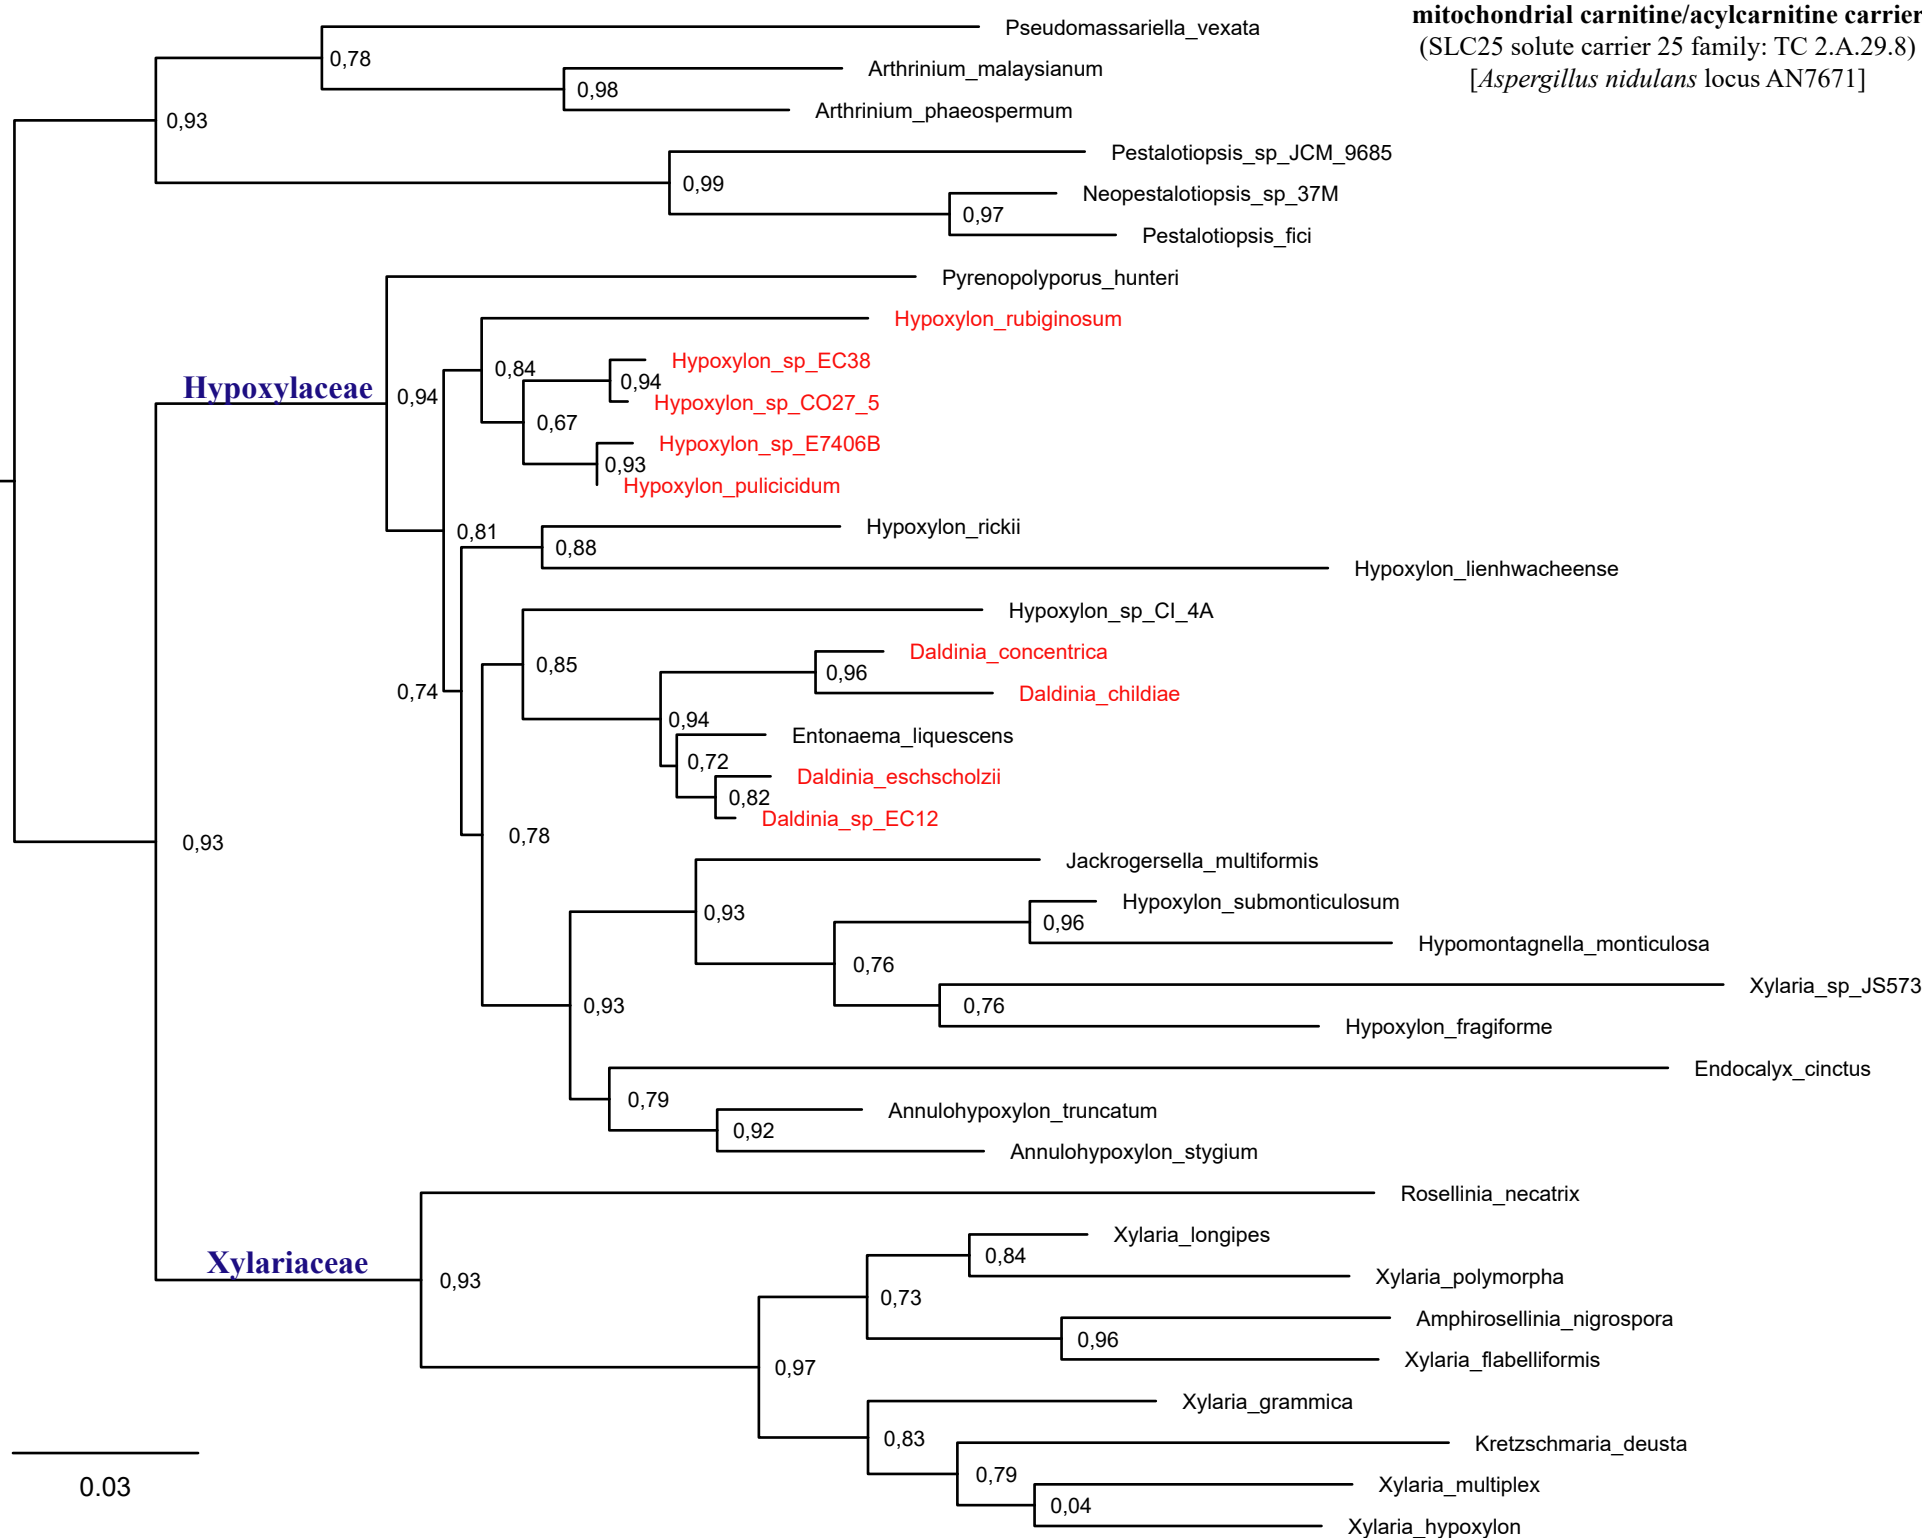 mitochondrial carnitine/acylcarnitine carrier
(SLC25 solute carrier 25 family: TC 2.A.29.8)
[Aspergillus nidulans locus AN7671]
Pseudomassariella_vexata
0,78
Arthrinium_malaysianum
0,98
Arthrinium_phaeospermum
0,93
Pestalotiopsis_sp_JCM_9685
0,99
Neopestalotiopsis_sp_37M
0,97
Pestalotiopsis_fici
Pyrenopolyporus_hunteri
Hypoxylon_rubiginosum
Hypoxylon_sp_EC38
0,84
0,94
Hypoxylaceae
0,94
Hypoxylon_sp_CO27_5
0,67
Hypoxylon_sp_E7406B
0,93
Hypoxylon_pulicicidum
Hypoxylon_rickii
0,81
0,88
Hypoxylon_lienhwacheense
Hypoxylon_sp_CI_4A
Daldinia_concentrica
0,85
0,96
0,74
Daldinia_childiae
0,94
Entonaema_liquescens
0,72
Daldinia_eschscholzii
0,82
Daldinia_sp_EC12
0,78
0,93
Jackrogersella_multiformis
Hypoxylon_submonticulosum
0,93
0,96
Hypomontagnella_monticulosa
0,76
Xylaria_sp_JS573
0,93
0,76
Hypoxylon_fragiforme
Endocalyx_cinctus
0,79
Annulohypoxylon_truncatum
0,92
Annulohypoxylon_stygium
Rosellinia_necatrix
Xylaria_longipes
0,84
Xylariaceae
0,93
Xylaria_polymorpha
0,73
Amphirosellinia_nigrospora
0,96
Xylaria_flabelliformis
0,97
Xylaria_grammica
0,83
Kretzschmaria_deusta
0,79
Xylaria_multiplex
0,04
Xylaria_hypoxylon
0.03